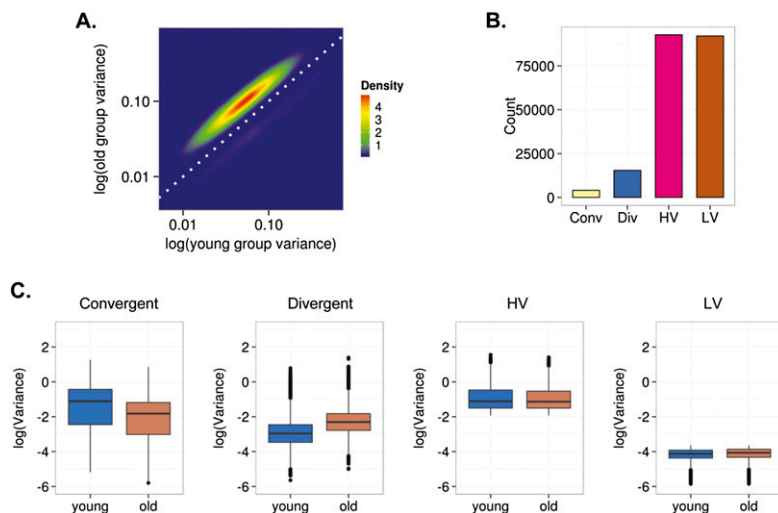 A.
log(old group variance)
0.10
0.01
0.01
0.10
log(young group variance)
Density
4
3
2
1
B.
Count
75000
50000
25000
0
Conv
Div
HV
LV
C.
Convergent
log(Variance)
2
0
-2
-4
-6
young
old
Divergent
log(Variance)
2
0
-2
-4
-6
young
old
HV
log(Variance)
2
0
-2
-4
-6
young
old
LV
log(Variance)
2
0
-2
-4
-6
young
old